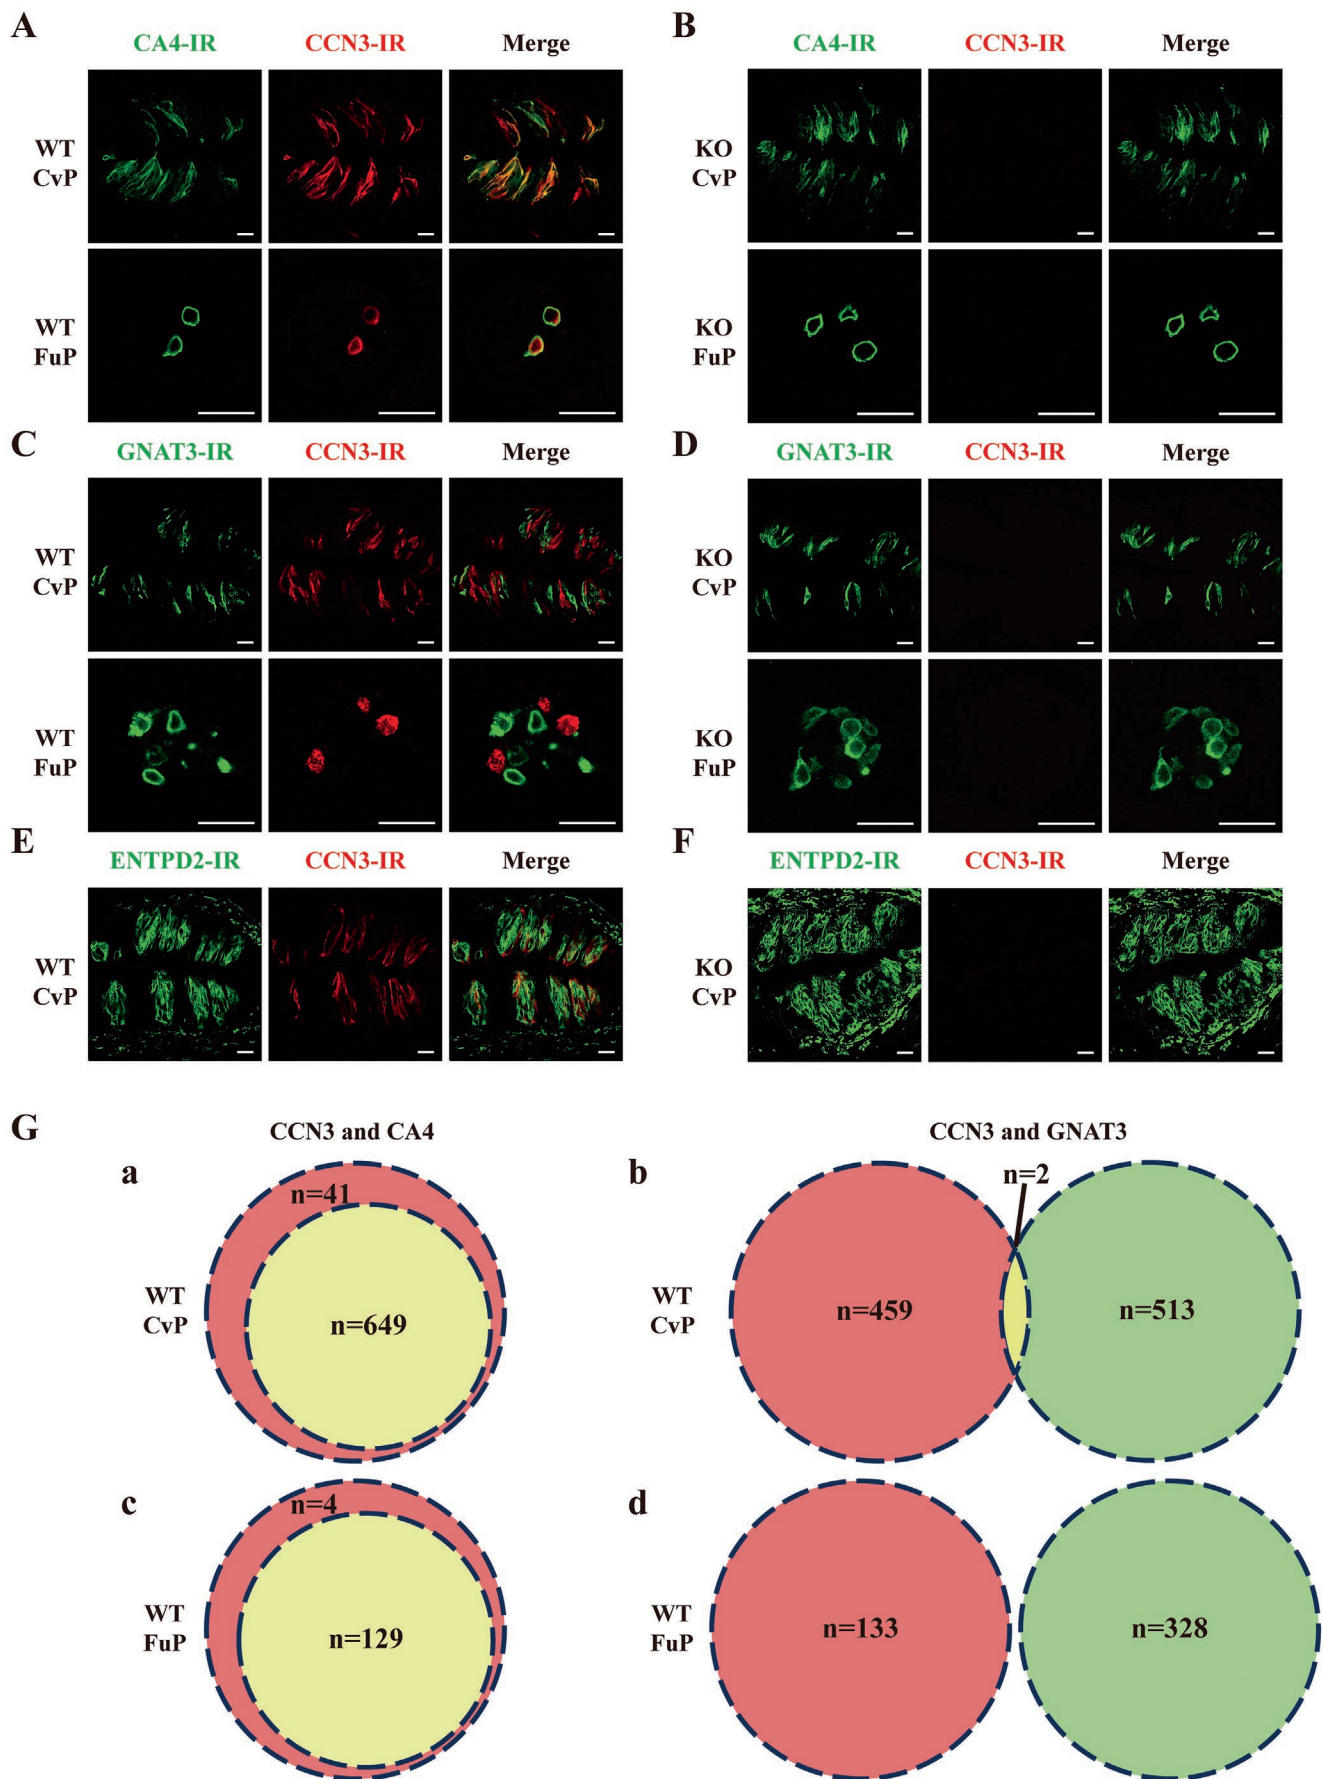 A
B
CA4-IR CCN3-IR Merge
CA4-IR CCN3-IR Merge
WT
CvP
KO
CvP
WT
FuP
KO
FuP
C
D
GNAT3-IR CCN3-IR Merge
GNAT3-IR CCN3-IR Merge
WT
CvP
KO
CvP
WT
FuP
KO
FuP
E
F
ENTPD2-IR CCN3-IR Merge
ENTPD2-IR CCN3-IR Merge
WT
CvP
KO
CvP
G
CCN3 and CA4
CCN3 and GNAT3
a
n=41
n=649
WT
CvP
b
n=2
n=459
n=513
WT
CvP
c
n=4
n=129
WT
FuP
d
n=133
n=328
WT
FuP